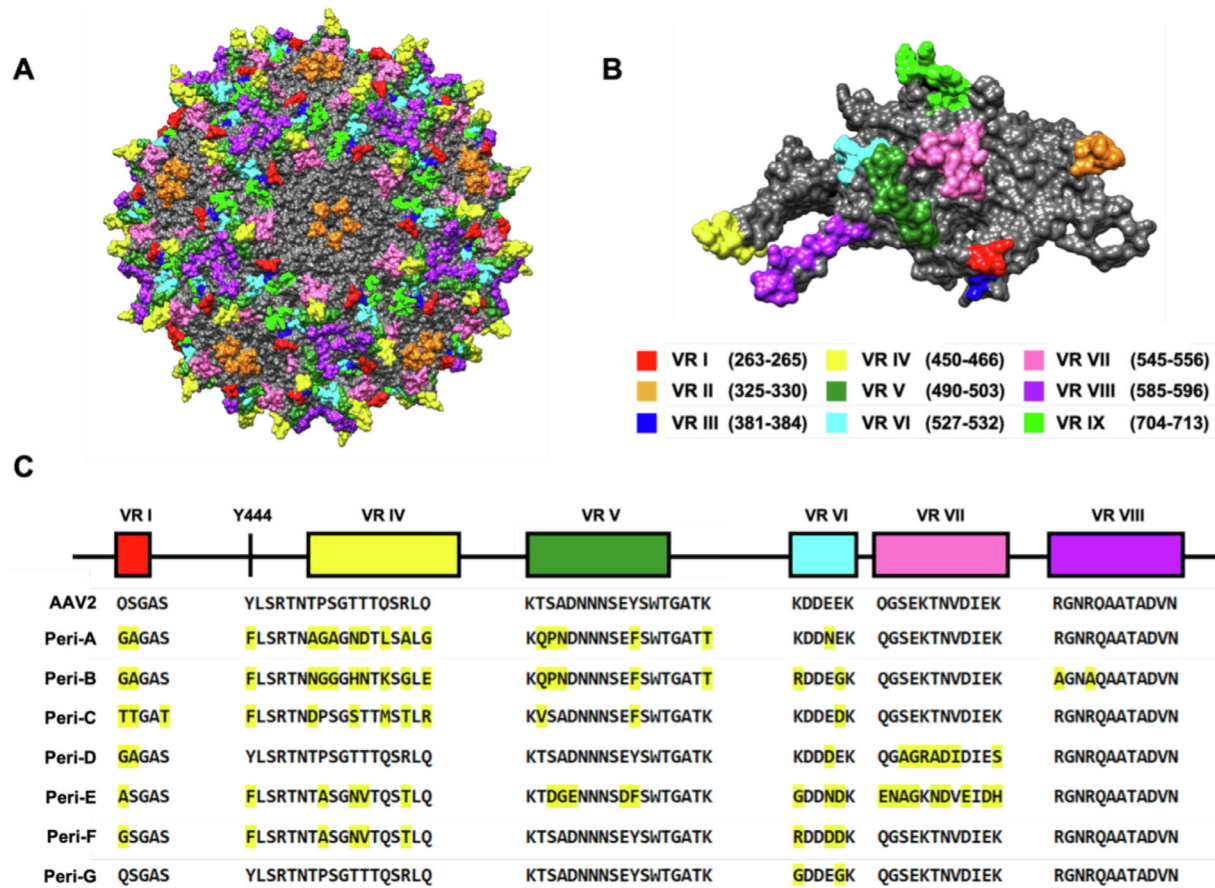 A
B
VR I (263-265) VR IV (450-466) VR VII (545-556)
VR II (325-330) VR V (490-503) VR VIII (585-596)
VR III (381-384) VR VI (527-532) VR IX (704-713)
C
VR I Y444 VR IV VR V VR VI VR VII VR VIII
AAV2 QSGAS YLSRTNTPSGTTTQSRLQ KTSADNNNSEYSWTGATK KDDEEK QGSEKTNVDIEK RGNRQAATADVN
Peri-A GAGAS FLSRTNAGAGNDTLSALG KQPNDNNNSEFSWTGATT KDDNEK QGSEKTNVDIEK RGNRQAATADVN
Peri-B GAGAS FLSRTNNGGGHNTKSGLE KQPNDNNNSEFSWTGATT RDDEGK QGSEKTNVDIEK AGNAQAATADVN
Peri-C TTGAT FLSRTNDPSGSTTMSTLR KVSADNNNSEFSWTGATK KDDEDK QGSEKTNVDIEK RGNRQAATADVN
Peri-D GAGAS YLSRTNTPSGTTTQSRLQ KTSADNNNSEYSWTGATK KDDDEK QGAGRADIDIES RGNRQAATADVN
Peri-E ASGAS FLSRTNTASGNVTQSTLQ KTDGENNNSDFSWTGATK GDDNDK ENAGKNDVEIDH RGNRQAATADVN
Peri-F GSGAS FLSRTNTASGNVTQSTLQ KTSADNNNSEYSWTGATK RDDDDK QGSEKTNVDIEK RGNRQAATADVN
Peri-G QSGAS YLSRTNTPSGTTTQSRLQ KTSADNNNSEYSWTGATK GDDEGK QGSEKTNVDIEK RGNRQAATADVN